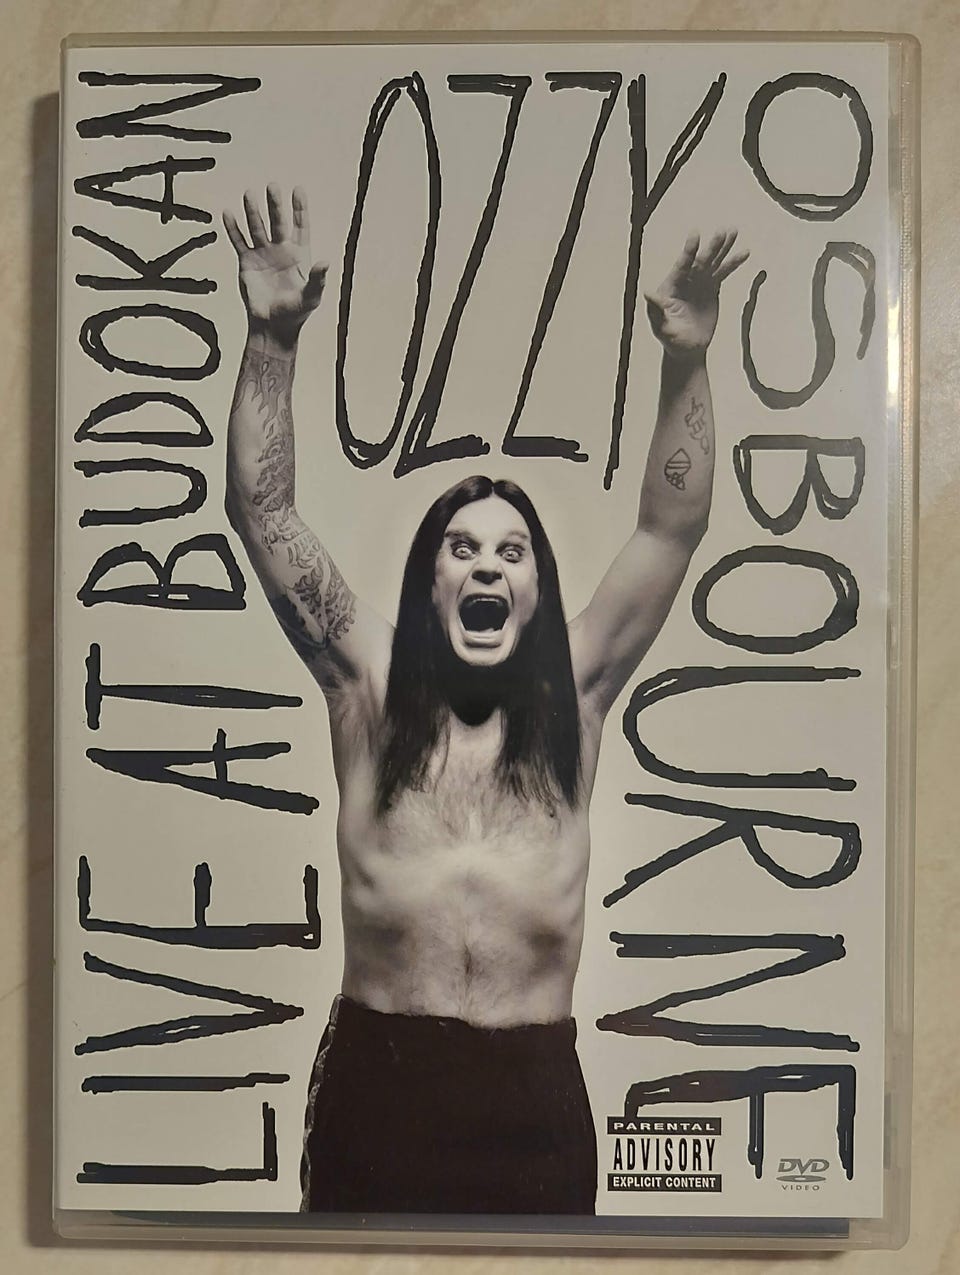 OZZY
OSBOURNE
LIVE AT BUDOKAN
PARENTAL
ADVISORY
EXPLICIT CONTENT
DVD
VIDEO